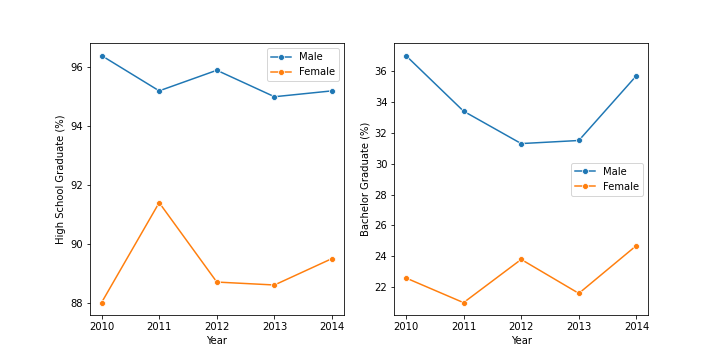 High School Graduate (%)
96
94
92
90
88
Male
Female
2010 2011 2012 2013 2014
Year
Bachelor Graduate (%)
36
34
32
30
28
26
24
22
Male
Female
2010 2011 2012 2013 2014
Year